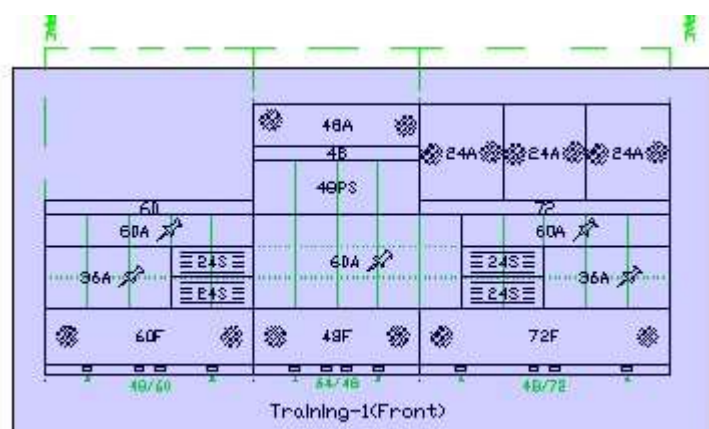 48A
24A 24A 24A
48
48PS
60 72
60A 60A
36A 24S 60A 24S 36A
24S 24S
60F 48F 72F
48/60 54/48 48/72
Training-1(Front)